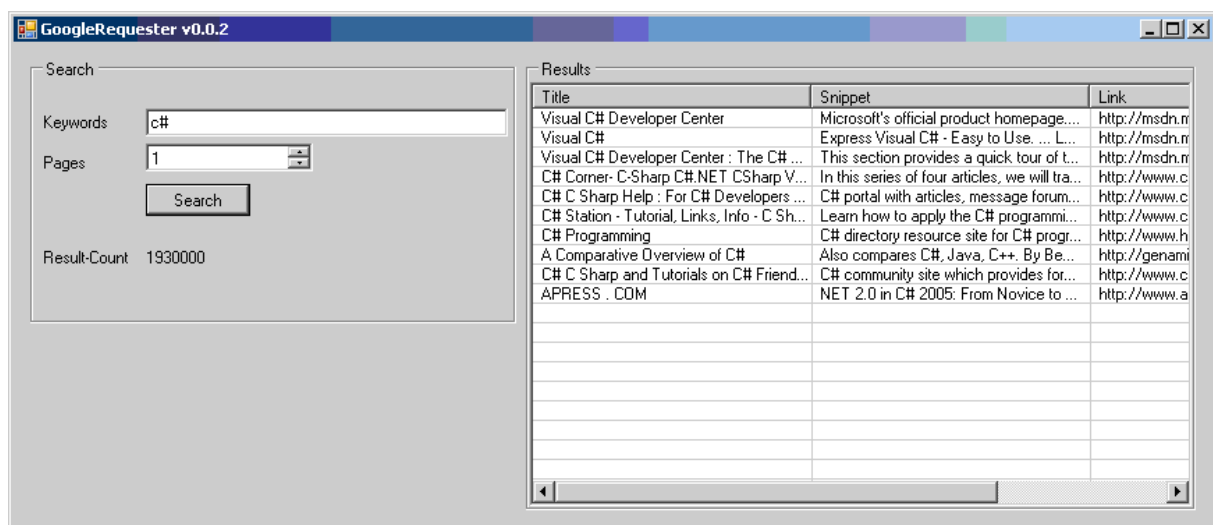 GoogleRequester v0.0.2
Search
Keywords c#
Pages 1
Search
Result-Count 1930000
Results
Title Snippet Link
Visual C# Developer Center Microsoft's official product homepage.... http://msdn.m
Visual C# Express Visual C# - Easy to Use. ... L... http://msdn.m
Visual C# Developer Center : The C# ... This section provides a quick tour of t... http://msdn.m
C# Corner- C-Sharp C#.NET CSharp V... In this series of four articles, we will tra... http://www.c
C# C Sharp Help : For C# Developers ... C# portal with articles, message forum... http://www.c
C# Station - Tutorial, Links, Info - C Sh... Learn how to apply the C# programmi... http://www.c
C# Programming C# directory resource site for C# progr... http://www.h
A Comparative Overview of C# Also compares C#, Java, C++. By Be... http://genami
C# C Sharp and Tutorials on C# Friend... C# community site which provides for... http://www.c
APRESS . COM NET 2.0 in C# 2005: From Novice to ... http://www.a